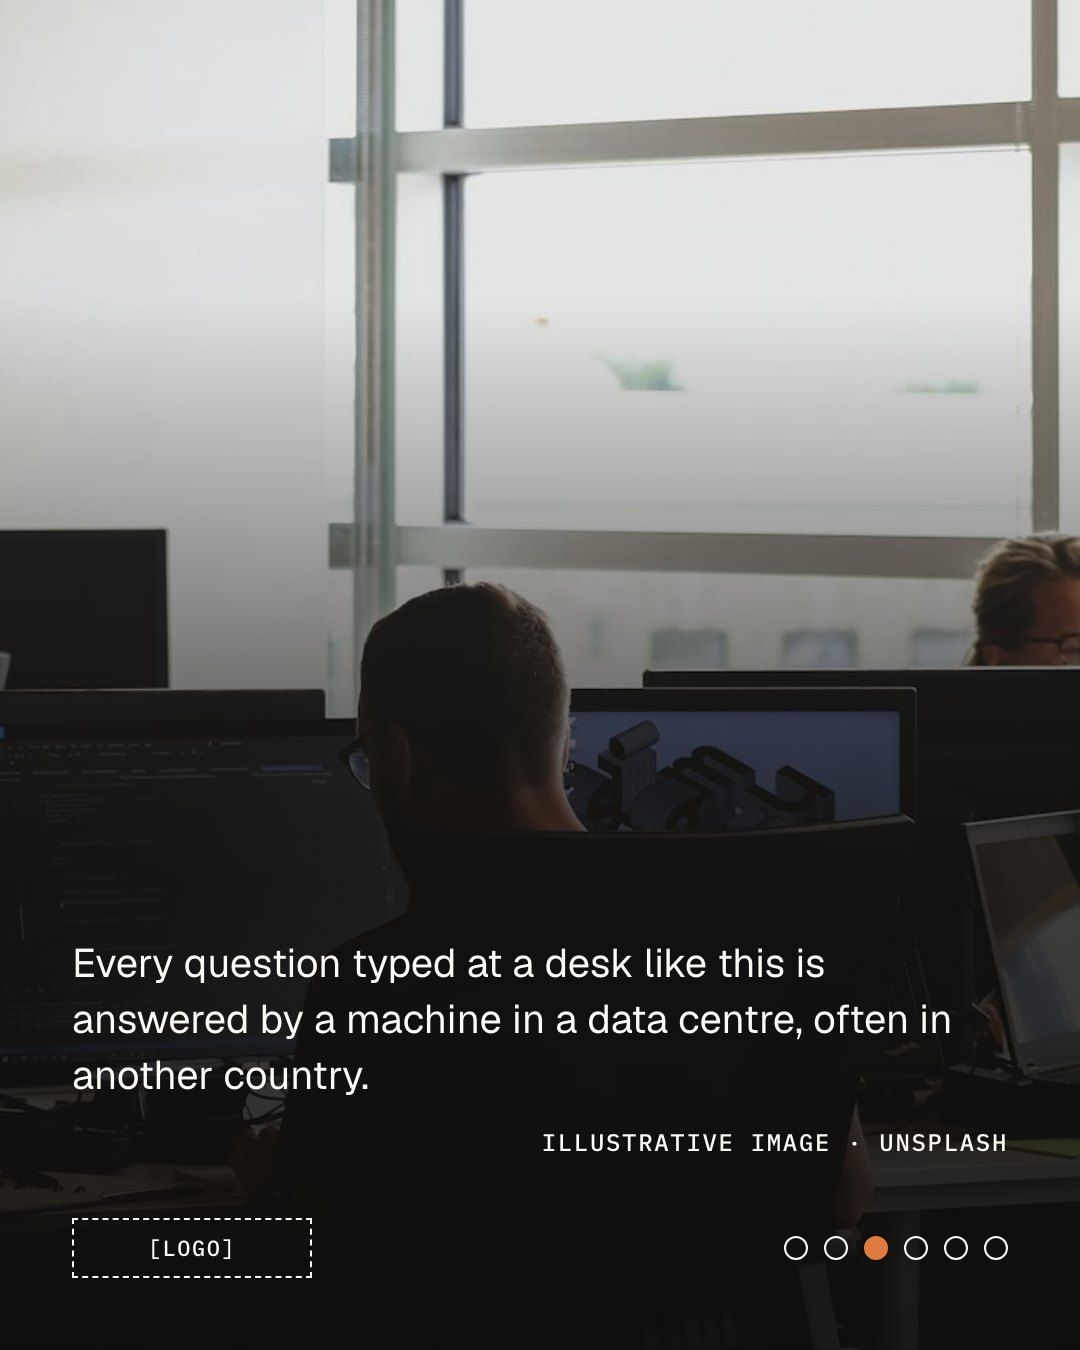 Every question typed at a desk like this is
answered by a machine in a data centre, often in
another country.
ILLUSTRATIVE IMAGE · UNSPLASH
[LOGO]